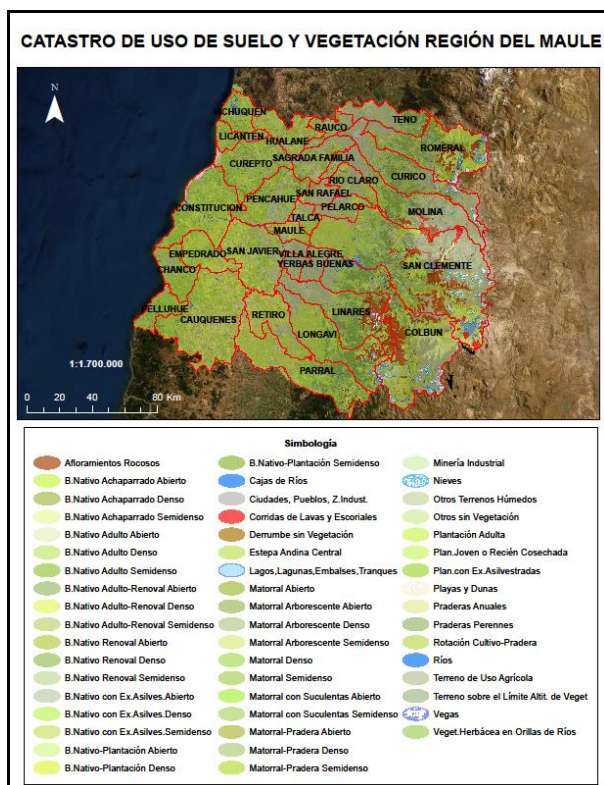 CATASTRO DE USO DE SUELO Y VEGETACIÓN REGIÓN DEL MAULE
N
VICHUQUEN
TENO
LICANTEN
RAUCO
HUALANE
ROMERAL
SAGRADA FAMILIA
CUREPTO
RIO CLARO
CURICO
SAN RAFAEL
PENCAHUE
CONSTITUCION
PELARCO
MOLINA
TALCA
MAULE
EMPEDRADO
SAN JAVIER
VILLA ALEGRE
YERBAS BUENAS
SAN CLEMENTE
CHANCO
PELLUHUE
CAUQUENES
RETIRO
LINARES
COLBUN
LONGAVI
PARRAL
1:1.700.000
0 20 40 80 Km
Simbología
Afloramientos Rocosos
B.Nativo Achaparrado Abierto
B.Nativo Achaparrado Denso
B.Nativo Achaparrado Semidenso
B.Nativo Adulto Abierto
B.Nativo Adulto Denso
B.Nativo Adulto Semidenso
B.Nativo Adulto-Renoval Abierto
B.Nativo Adulto-Renoval Denso
B.Nativo Adulto-Renoval Semidenso
B.Nativo Renoval Abierto
B.Nativo Renoval Denso
B.Nativo Renoval Semidenso
B.Nativo con Ex.Asilves.Abierto
B.Nativo con Ex.Asilves.Denso
B.Nativo con Ex.Asilves.Semidenso
B.Nativo-Plantación Abierto
B.Nativo-Plantación Denso
B.Nativo-Plantación Semidenso
Cajas de Ríos
Ciudades, Pueblos, Z.Indust.
Corridas de Lavas y Escoriales
Derrumbe sin Vegetación
Estepa Andina Central
Lagos,Lagunas,Embalses,Tranques
Matorral Abierto
Matorral Arborescente Abierto
Matorral Arborescente Denso
Matorral Arborescente Semidenso
Matorral Denso
Matorral Semidenso
Matorral con Suculentas Abierto
Matorral con Suculentas Semidenso
Matorral-Pradera Abierto
Matorral-Pradera Denso
Matorral-Pradera Semidenso
Minería Industrial
Nieves
Otros Terrenos Húmedos
Otros sin Vegetación
Plantación Adulta
Plan.Joven o Recién Cosechada
Plan.con Ex.Asilvestradas
Playas y Dunas
Praderas Anuales
Praderas Perennes
Rotación Cultivo-Pradera
Ríos
Terreno de Uso Agrícola
Terreno sobre el Límite Altit. de Veget
Vegas
Veget.Herbácea en Orillas de Ríos